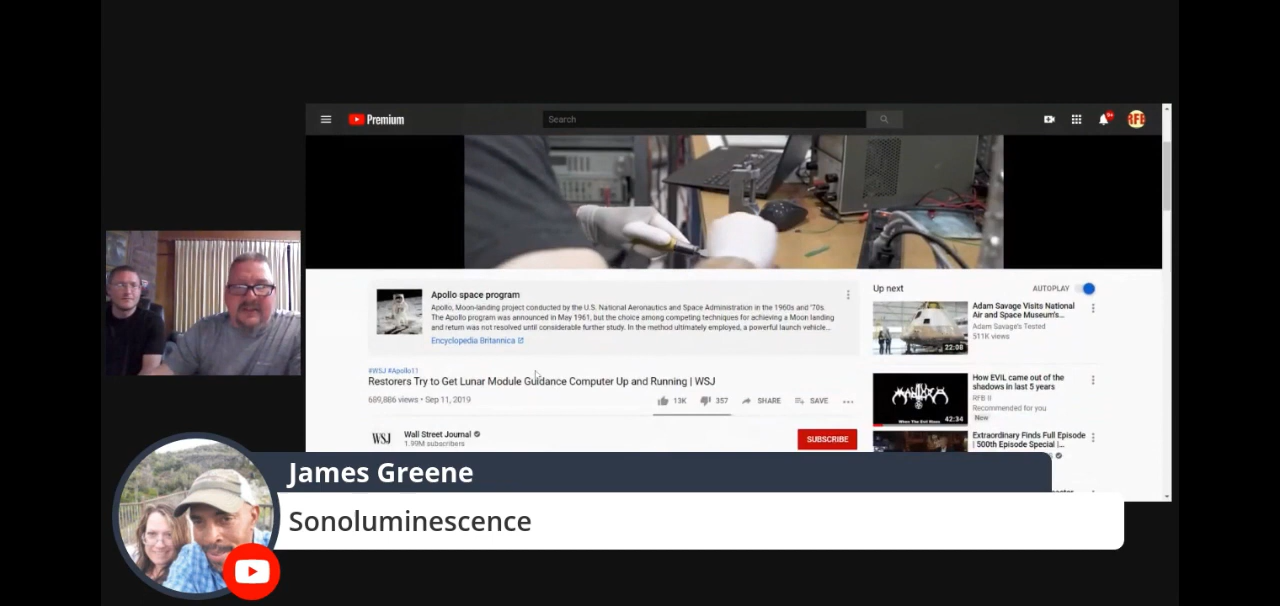 Premium
Search
9+
RFB
Apollo space program
Apollo, Moon-landing project conducted by the U.S. National Aeronautics and Space Administration in the 1960s and '70s.
The Apollo program was announced in May 1961, but the choice among competing techniques for achieving a Moon landing
and return was not resolved until considerable further study. In the method ultimately employed, a powerful launch vehicle...
Encyclopedia Britannica
#WSJ #Apollo11
Restorers Try to Get Lunar Module Guidance Computer Up and Running | WSJ
689,886 views • Sep 11, 2019
13K
357
SHARE
SAVE
WSJ
Wall Street Journal
1.99M subscribers
SUBSCRIBE
Up next
AUTOPLAY
22:08
Adam Savage Visits National
Air and Space Museum's...
Adam Savage's Tested
511K views
42:34
How EVIL came out of the
shadows in last 5 years
RFB II
Recommended for you
New
Extraordinary Finds Full Episode
| 500th Episode Special |...
James Greene
Sonoluminescence